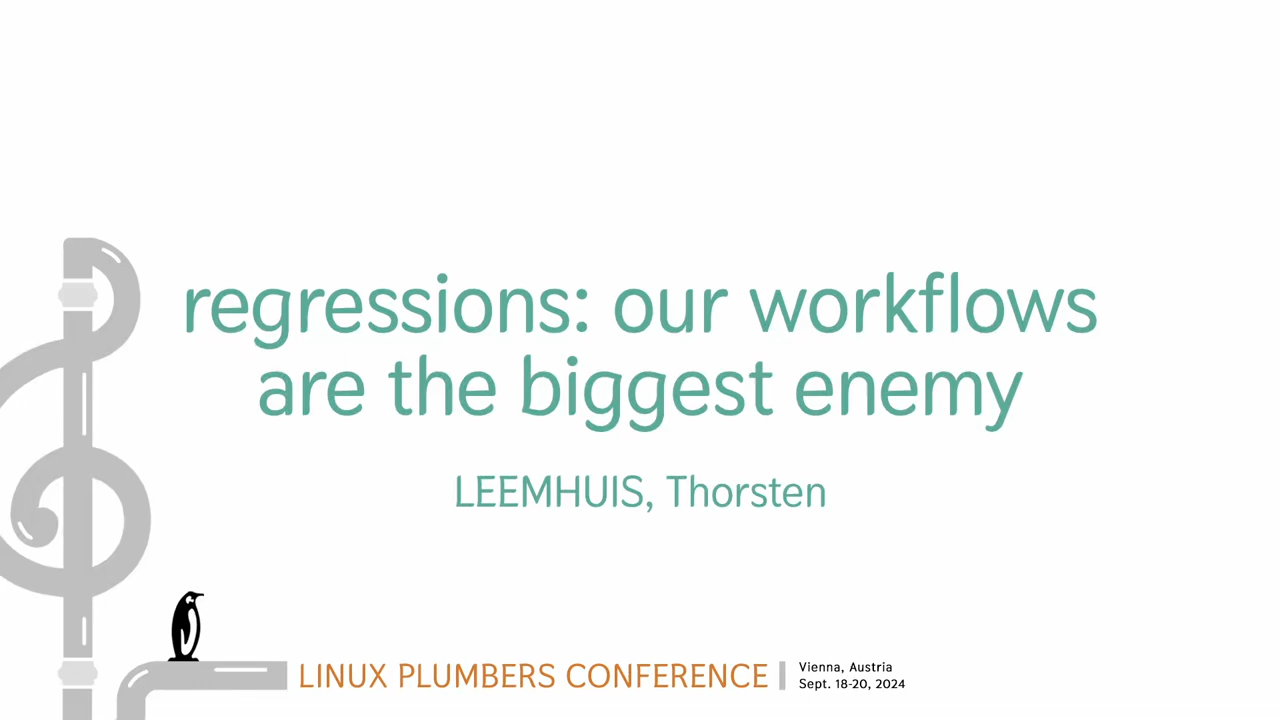 regressions: our workflows
are the biggest enemy
LEEMHUIS, Thorsten
LINUX PLUMBERS CONFERENCE
Vienna, Austria
Sept. 18-20, 2024